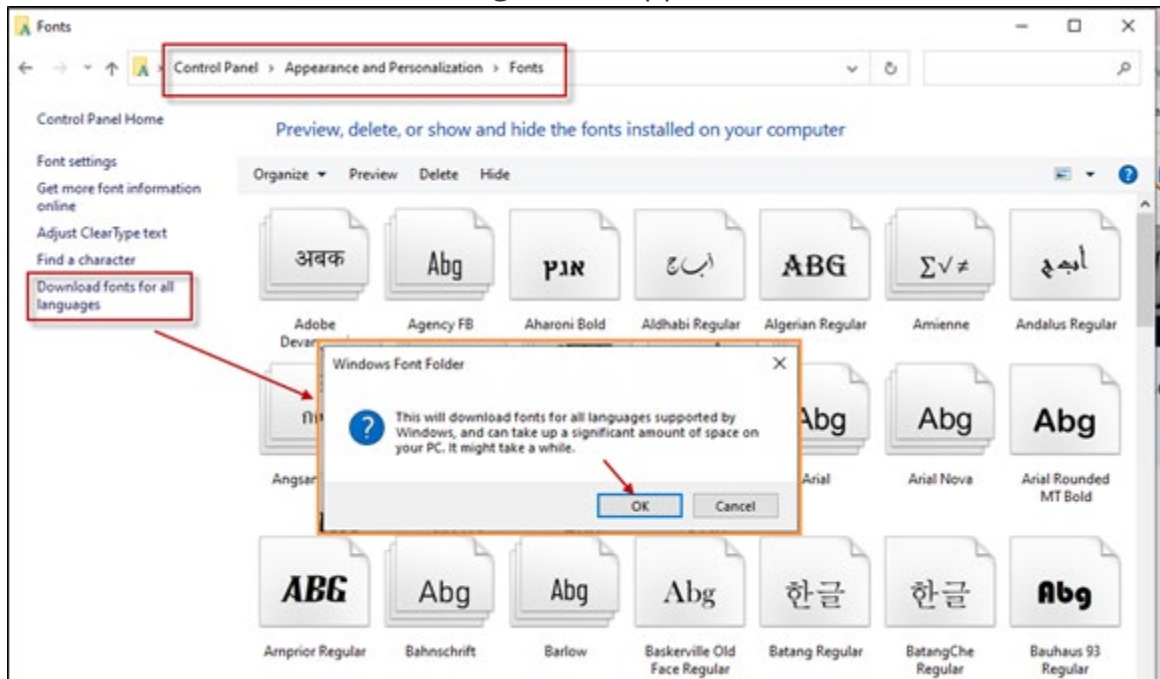 Fonts
Control Panel > Appearance and Personalization > Fonts
Control Panel Home
Font settings
Get more font information
online
Adjust ClearType text
Find a character
Download fonts for all
languages
Preview, delete, or show and hide the fonts installed on your computer
Organize Preview Delete Hide
अबक Abg אנץ ABG Σ√≠
Adobe Agency FB Aharoni Bold Aldhabi Regular Algerian Regular Amienne Andalus Regular
Windows Font Folder
This will download fonts for all languages supported by
Windows, and can take up a significant amount of space on
your PC. It might take a while.
OK Cancel
Abg Abg Abg
Arial Arial Nova Arial Rounded
MT Bold
ABG Abg Abg Abg 한글 한글 Abg
Arnprior Regular Bahnschrift Barlow Baskerville Old Batang Regular BatangChe Bauhaus 93
Face Regular Regular Regular